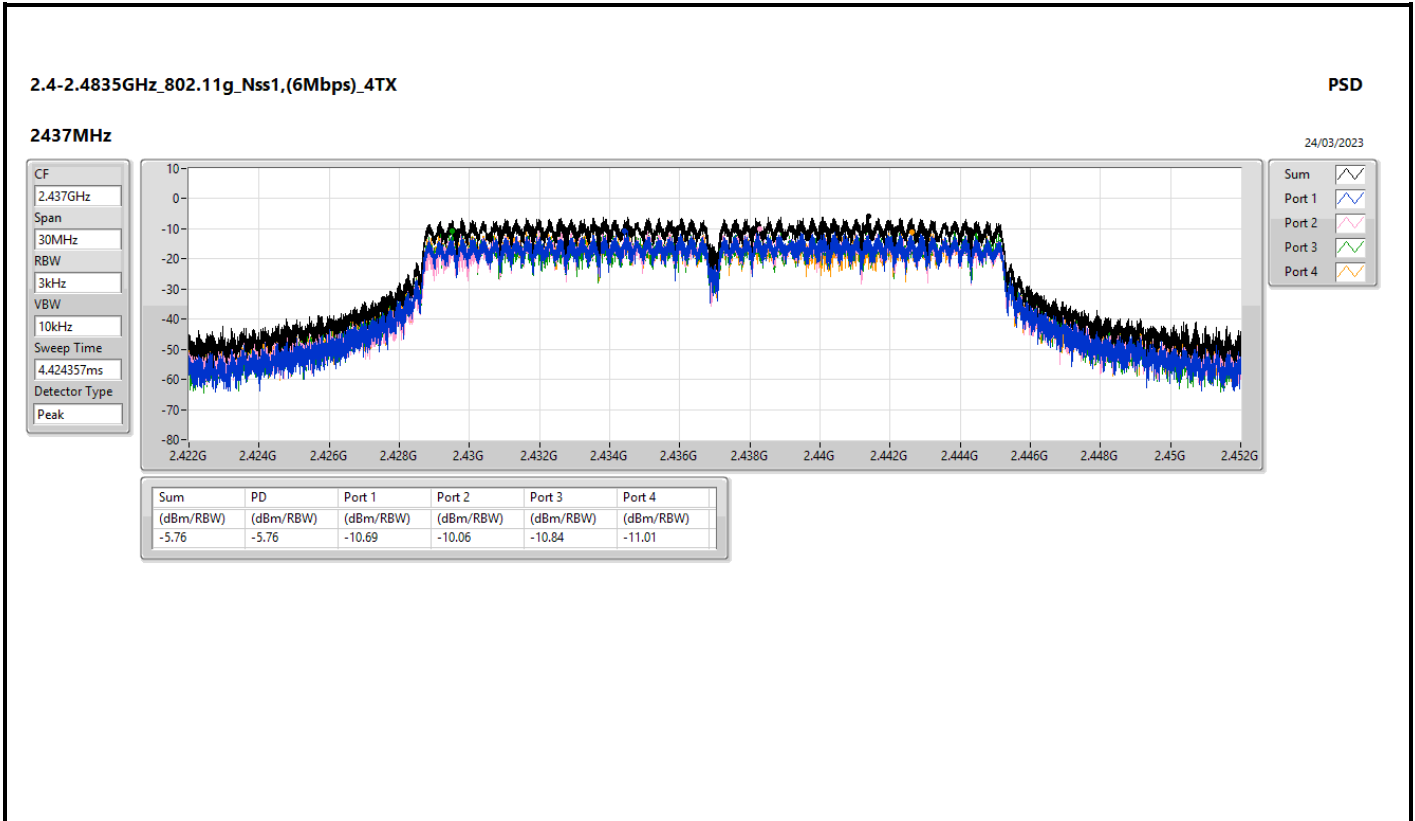 2.4-2.4835GHz_802.11g_Nss1,(6Mbps)_4TX PSD
2437MHz 24/03/2023
CF
2.437GHz
Span
30MHz
RBW
3kHz
VBW
10kHz
Sweep Time
4.424357ms
Detector Type
Peak
10
0
-10
-20
-30
-40
-50
-60
-70
-80
2.422G 2.424G 2.426G 2.428G 2.43G 2.432G 2.434G 2.436G 2.438G 2.44G 2.442G 2.444G 2.446G 2.448G 2.45G 2.452G
Sum
Port 1
Port 2
Port 3
Port 4
Sum PD Port 1 Port 2 Port 3 Port 4
(dBm/RBW) (dBm/RBW) (dBm/RBW) (dBm/RBW) (dBm/RBW) (dBm/RBW)
-5.76 -5.76 -10.69 -10.06 -10.84 -11.01